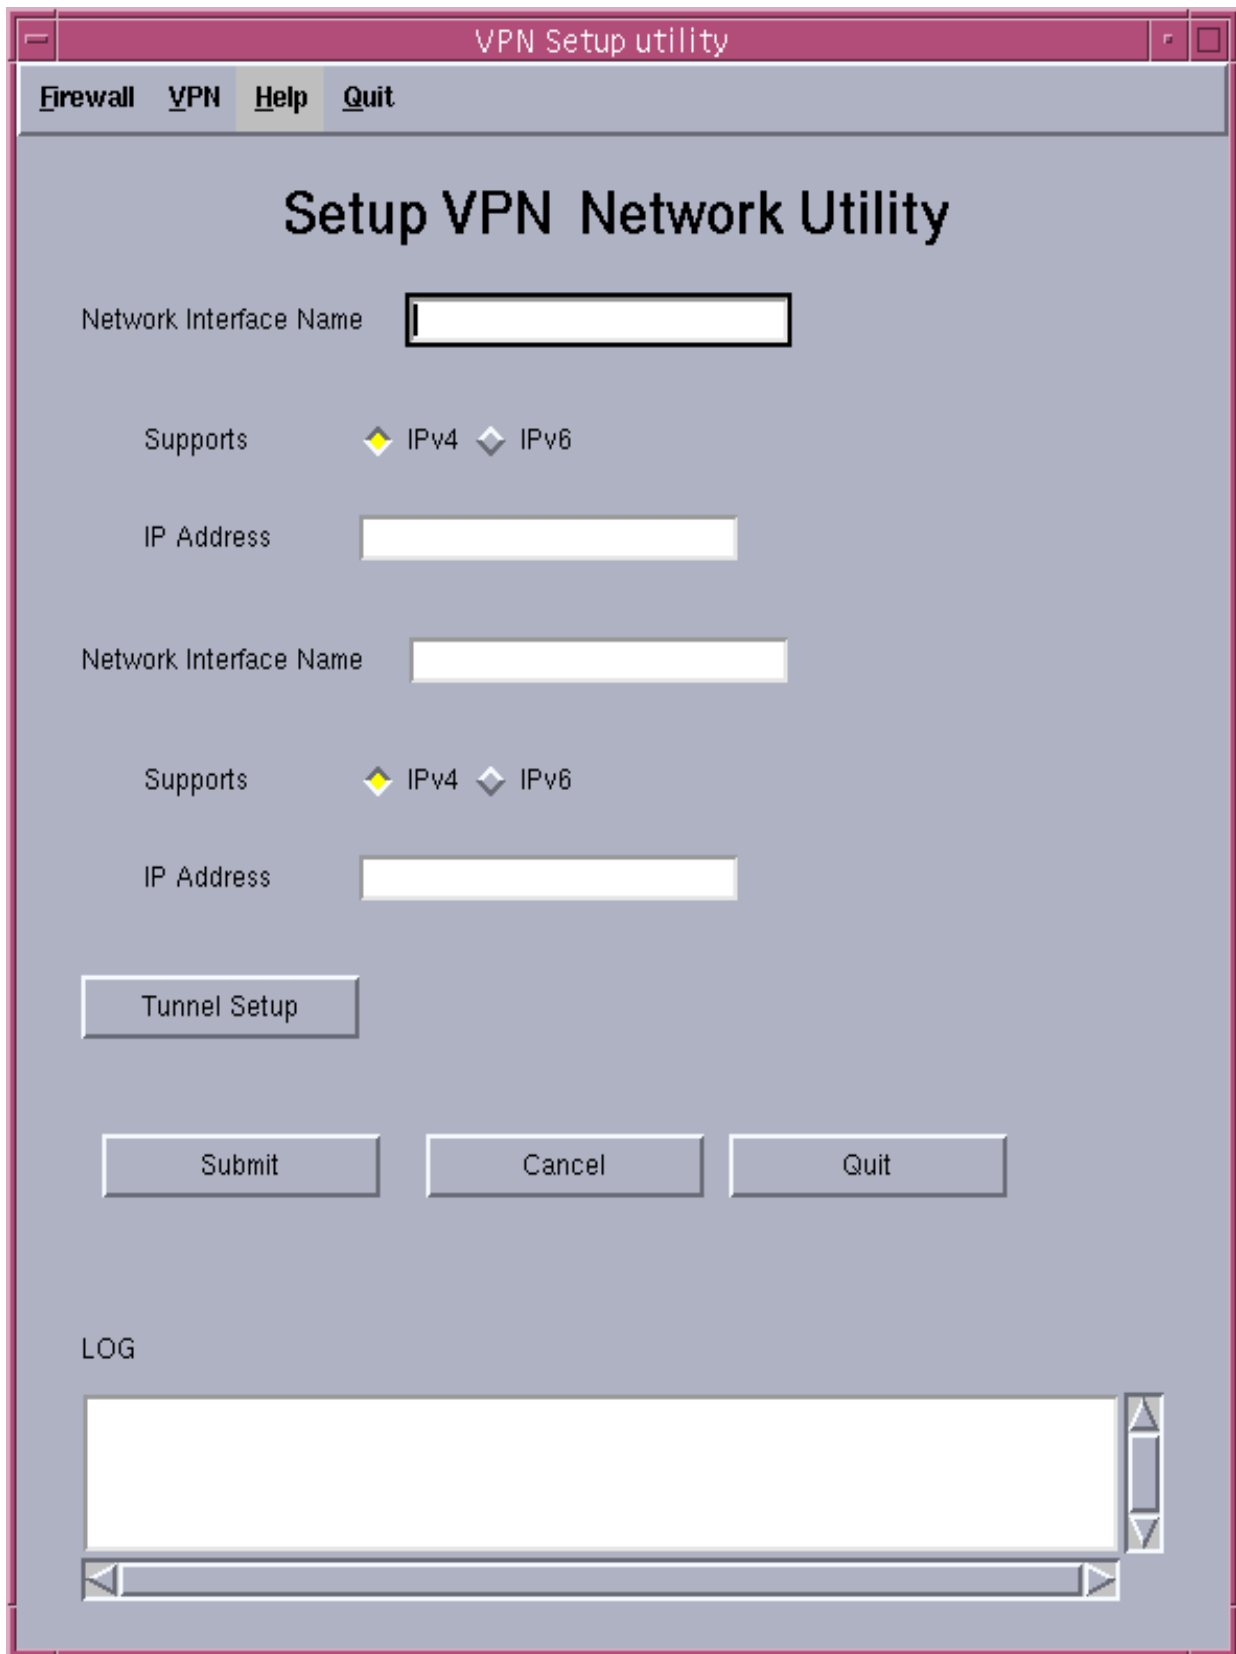 VPN Setup utility
Firewall VPN Help Quit
Setup VPN Network Utility
Network Interface Name
Supports IPv4 IPv6
IP Address
Network Interface Name
Supports IPv4 IPv6
IP Address
Tunnel Setup
Submit Cancel Quit
LOG